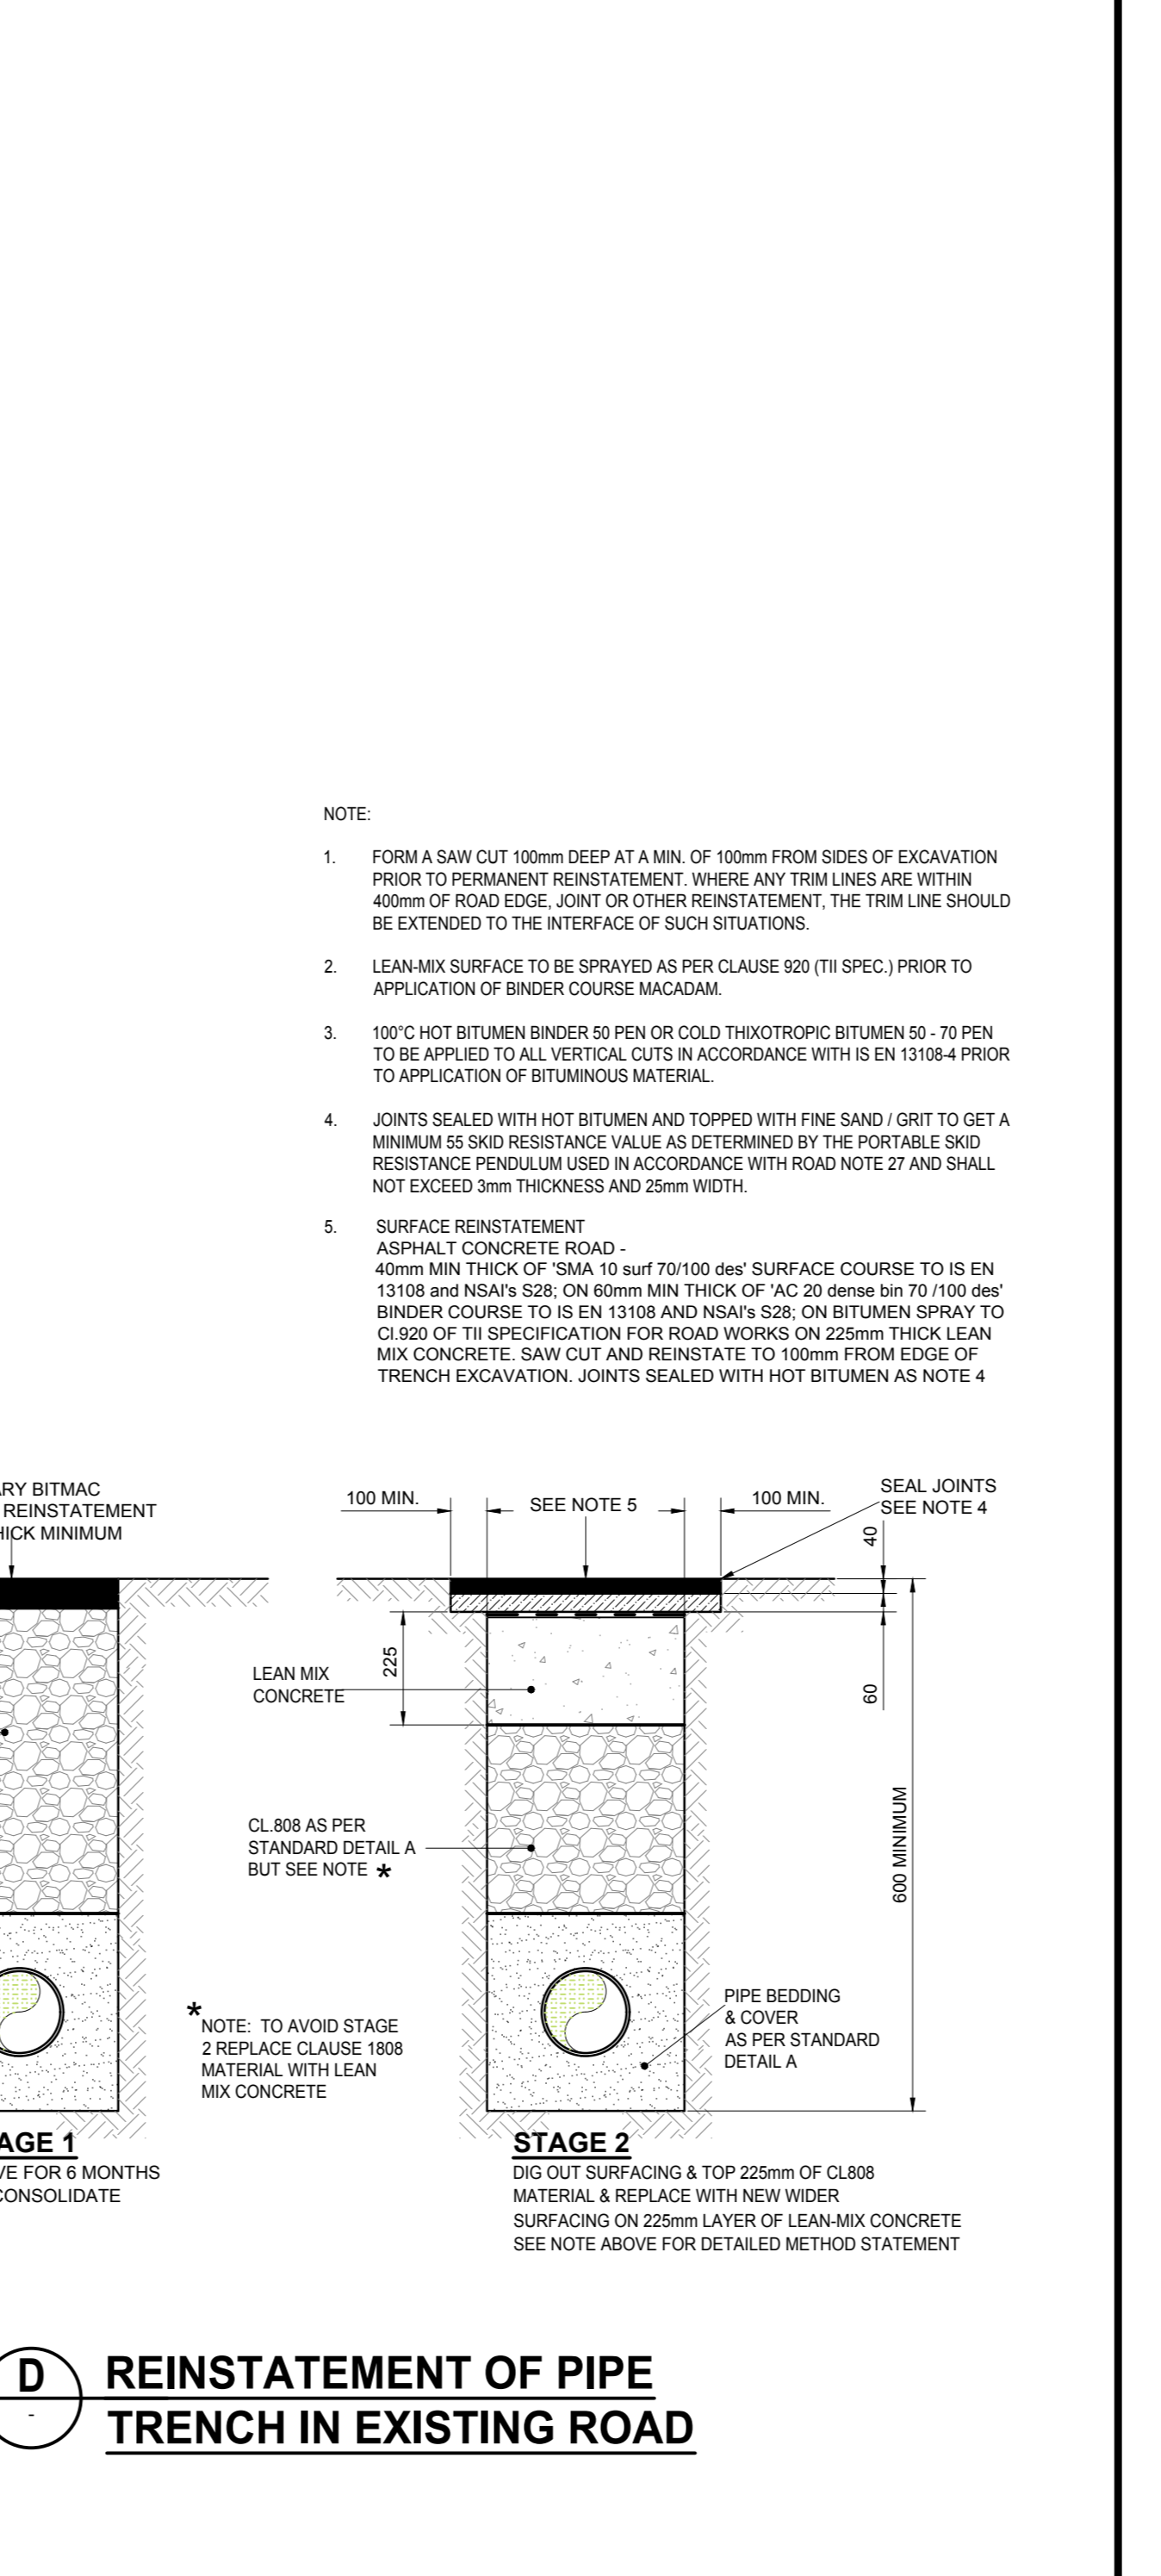 NOTE:
1. FORM A SAW CUT 100mm DEEP AT A MIN. OF 100mm FROM SIDES OF EXCAVATION
PRIOR TO PERMANENT REINSTATEMENT. WHERE ANY TRIM LINES ARE WITHIN
400mm OF ROAD EDGE, JOINT OR OTHER REINSTATEMENT, THE TRIM LINE SHOULD
BE EXTENDED TO THE INTERFACE OF SUCH SITUATIONS.
2. LEAN-MIX SURFACE TO BE SPRAYED AS PER CLAUSE 920 (TII SPEC.) PRIOR TO
APPLICATION OF BINDER COURSE MACADAM.
3. 100°C HOT BITUMEN BINDER 50 PEN OR COLD THIXOTROPIC BITUMEN 50 - 70 PEN
TO BE APPLIED TO ALL VERTICAL CUTS IN ACCORDANCE WITH IS EN 13108-4 PRIOR
TO APPLICATION OF BITUMINOUS MATERIAL.
4. JOINTS SEALED WITH HOT BITUMEN AND TOPPED WITH FINE SAND / GRIT TO GET A
MINIMUM 55 SKID RESISTANCE VALUE AS DETERMINED BY THE PORTABLE SKID
RESISTANCE PENDULUM USED IN ACCORDANCE WITH ROAD NOTE 27 AND SHALL
NOT EXCEED 3mm THICKNESS AND 25mm WIDTH.
5. SURFACE REINSTATEMENT
ASPHALT CONCRETE ROAD -
40mm MIN THICK OF 'SMA 10 surf 70/100 des' SURFACE COURSE TO IS EN
13108 and NSAI's S28; ON 60mm MIN THICK OF 'AC 20 dense bin 70 /100 des'
BINDER COURSE TO IS EN 13108 AND NSAI's S28; ON BITUMEN SPRAY TO
Cl.920 OF TII SPECIFICATION FOR ROAD WORKS ON 225mm THICK LEAN
MIX CONCRETE. SAW CUT AND REINSTATE TO 100mm FROM EDGE OF
TRENCH EXCAVATION. JOINTS SEALED WITH HOT BITUMEN AS NOTE 4
ARY BITMAC
REINSTATEMENT
HICK MINIMUM
100 MIN.
SEE NOTE 5
100 MIN.
SEAL JOINTS
SEE NOTE 4
40
225
LEAN MIX
CONCRETE
60
600 MINIMUM
CL.808 AS PER
STANDARD DETAIL A
BUT SEE NOTE *
*
NOTE: TO AVOID STAGE
2 REPLACE CLAUSE 1808
MATERIAL WITH LEAN
MIX CONCRETE
PIPE BEDDING
& COVER
AS PER STANDARD
DETAIL A
AGE 1
VE FOR 6 MONTHS
CONSOLIDATE
STAGE 2
DIG OUT SURFACING & TOP 225mm OF CL808
MATERIAL & REPLACE WITH NEW WIDER
SURFACING ON 225mm LAYER OF LEAN-MIX CONCRETE
SEE NOTE ABOVE FOR DETAILED METHOD STATEMENT
D
-
REINSTATEMENT OF PIPE
TRENCH IN EXISTING ROAD